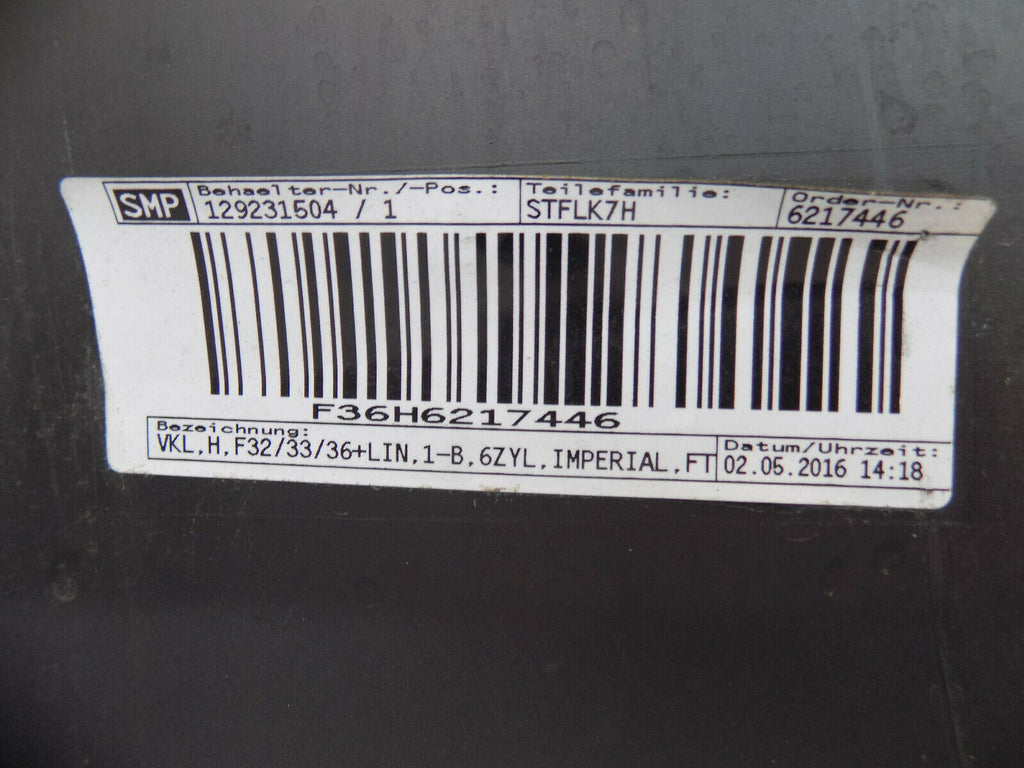 SMP
Behaelter-Nr./-Pos.: Teilefamilie: Order-Nr.:
129231504 / 1 STFLK7H 6217446
F36H6217446
Bezeichnung: Datum/Uhrzeit:
VKL,H,F32/33/36+LIN,1-B,6ZYL,IMPERIAL,FT 02.05.2016 14:18